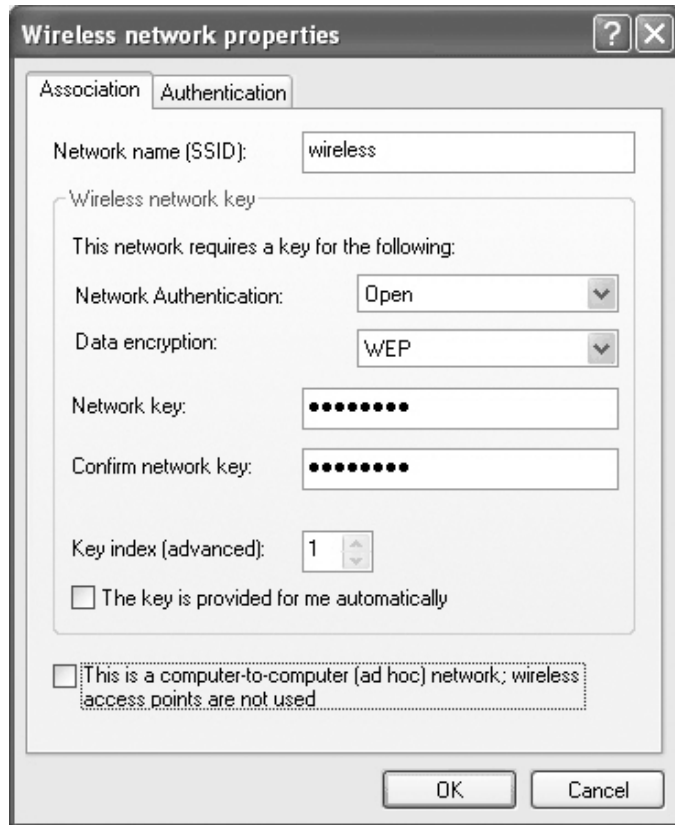 Wireless network properties
Association Authentication
Network name (SSID): wireless
Wireless network key
This network requires a key for the following:
Network Authentication: Open
Data encryption: WEP
Network key: ••••••••
Confirm network key: ••••••••
Key index (advanced): 1
The key is provided for me automatically
This is a computer-to-computer (ad hoc) network; wireless
access points are not used
OK Cancel